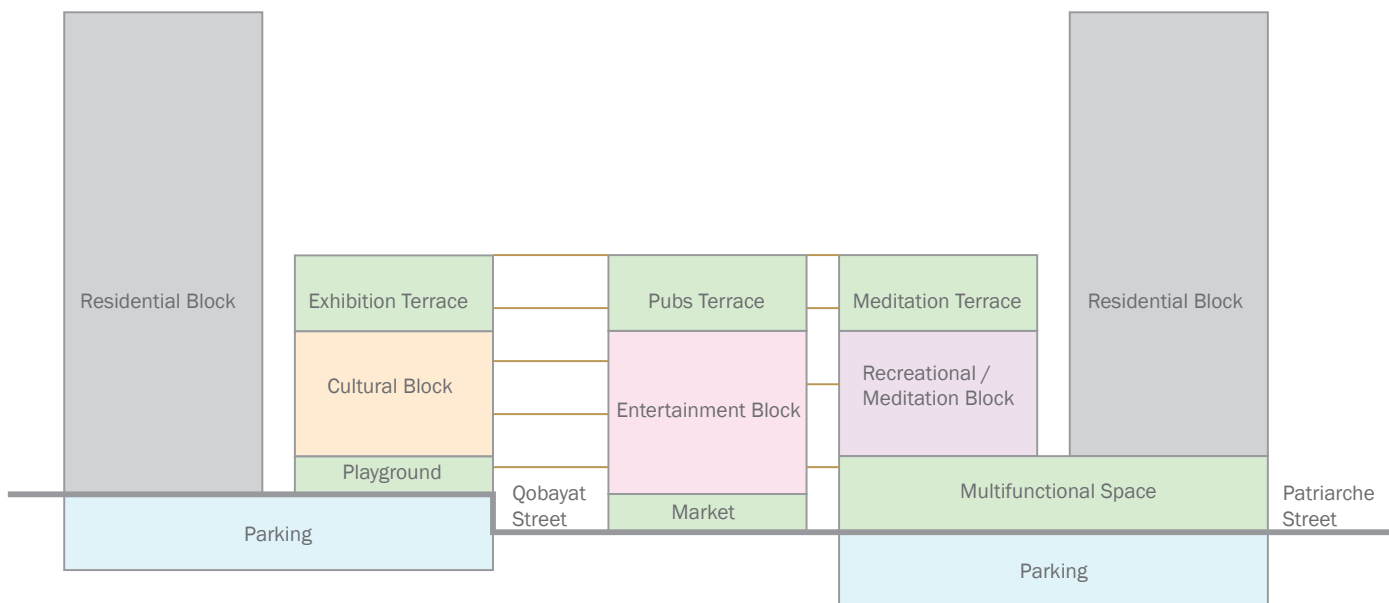 Residential Block
Exhibition Terrace
Pubs Terrace
Meditation Terrace
Residential Block
Cultural Block
Entertainment Block
Recreational /
Meditation Block
Playground
Qobayat
Street
Market
Multifunctional Space
Patriarche
Street
Parking
Parking